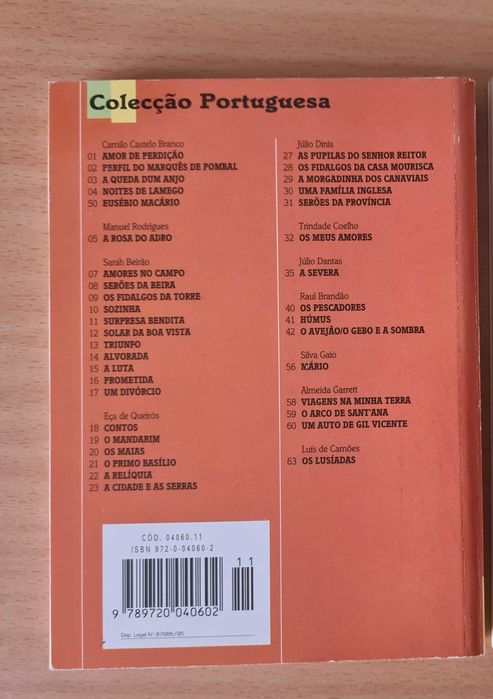 Colecção Portuguesa
Camilo Castelo Branco
01 AMOR DE PERDIÇÃO
02 PERFIL DO MARQUÊS DE POMBAL
03 A QUEDA DUM ANJO
04 NOITES DE LAMEGO
50 EUSÉBIO MACÁRIO
Manuel Rodrigues
05 A ROSA DO ADRO
Sarah Beirão
07 AMORES NO CAMPO
08 SERÕES DA BEIRA
09 OS FIDALGOS DA TORRE
10 SOZINHA
11 SURPRESA BENDITA
12 SOLAR DA BOA VISTA
13 TRIUNFO
14 ALVORADA
15 A LUTA
16 PROMETIDA
17 UM DIVÓRCIO
Eça de Queirós
18 CONTOS
19 O MANDARIM
20 OS MAIAS
21 O PRIMO BASÍLIO
22 A RELÍQUIA
23 A CIDADE E AS SERRAS
Júlio Dinis
27 AS PUPILAS DO SENHOR REITOR
28 OS FIDALGOS DA CASA MOURISCA
29 A MORGADINHA DOS CANAVIAIS
30 UMA FAMÍLIA INGLESA
31 SERÕES DA PROVÍNCIA
Trindade Coelho
32 OS MEUS AMORES
Júlio Dantas
35 A SEVERA
Raul Brandão
40 OS PESCADORES
41 HÚMUS
42 O AVEJÃO/O GEBO E A SOMBRA
Silva Gaio
56 MÁRIO
Almeida Garrett
58 VIAGENS NA MINHA TERRA
59 O ARCO DE SANT'ANA
60 UM AUTO DE GIL VICENTE
Luís de Camões
63 OS LUSÍADAS
CÓD. 04060.11
ISBN 972-0-04060-2
11
9 789720 040602
Dep. Legal N.º 87686/95